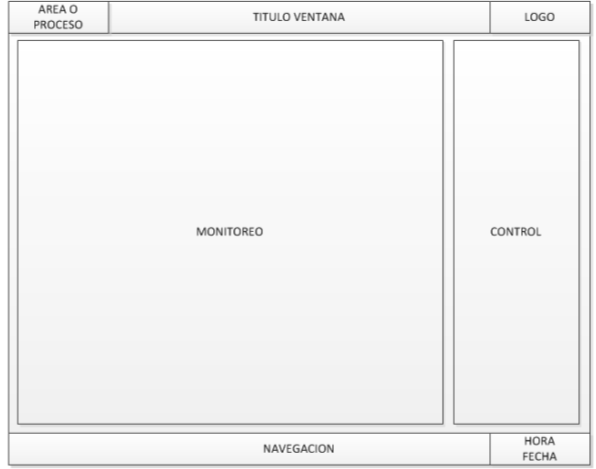 AREA O
PROCESO
TITULO VENTANA
LOGO
MONITOREO
CONTROL
NAVEGACION
HORA
FECHA